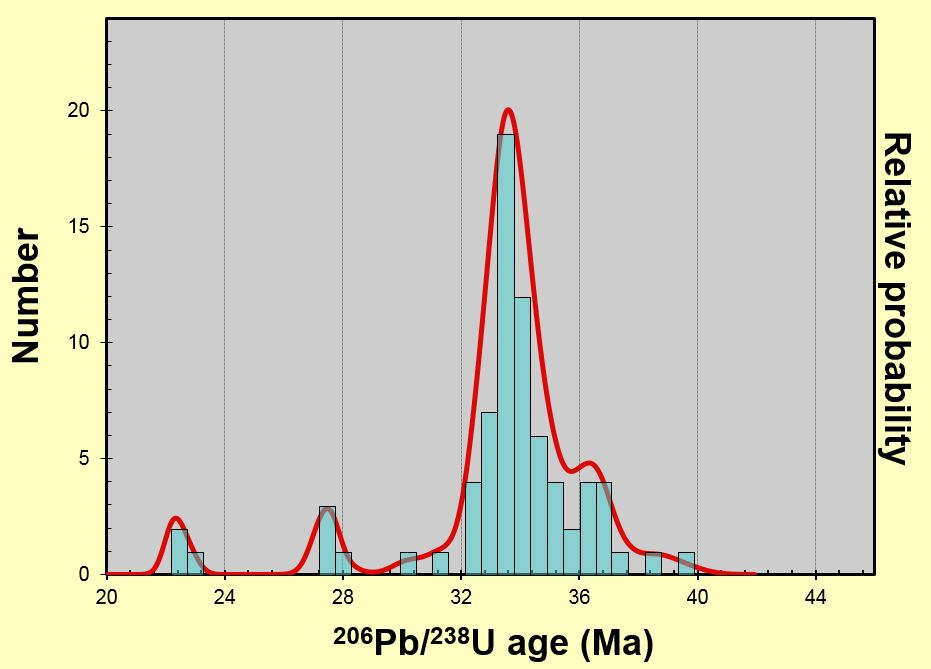 20
15
10
5
0
Number
20 24 28 32 36 40 44
²⁰⁶Pb/²³⁸U age (Ma)
Relative probability